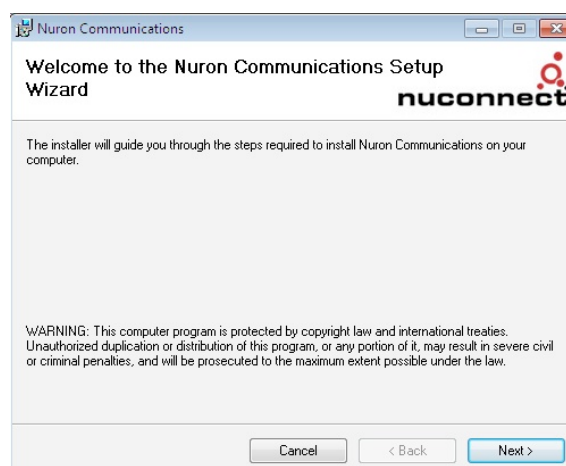 Nuron Communications
Welcome to the Nuron Communications Setup
Wizard
nuconnect
The installer will guide you through the steps required to install Nuron Communications on your
computer.
WARNING: This computer program is protected by copyright law and international treaties.
Unauthorized duplication or distribution of this program, or any portion of it, may result in severe civil
or criminal penalties, and will be prosecuted to the maximum extent possible under the law.
Cancel
< Back
Next >